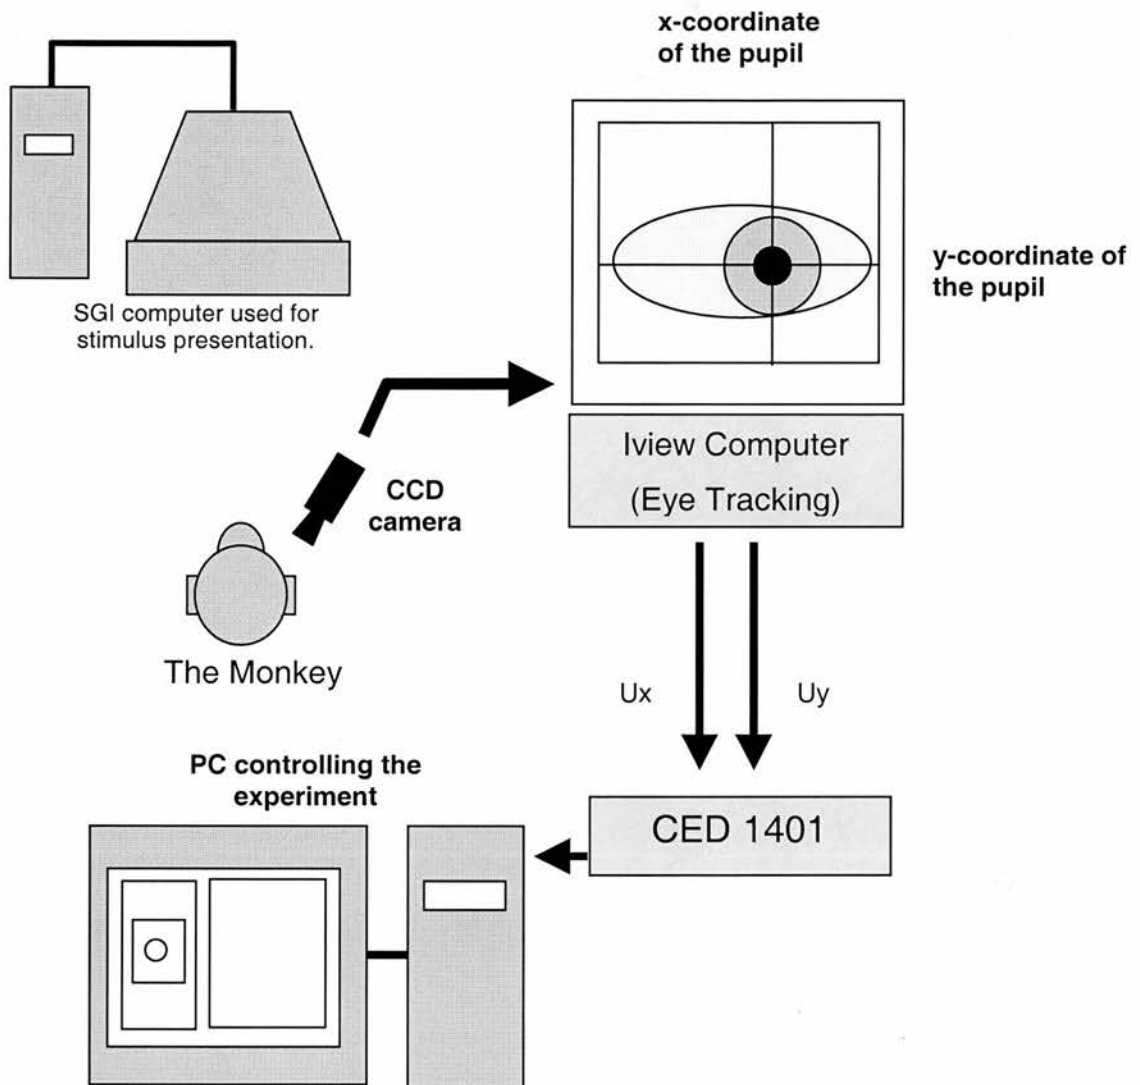 x-coordinate
of the pupil
y-coordinate of
the pupil
SGI computer used for
stimulus presentation.
Iview Computer
(Eye Tracking)
CCD
camera
The Monkey
Ux
Uy
PC controlling the
experiment
CED 1401